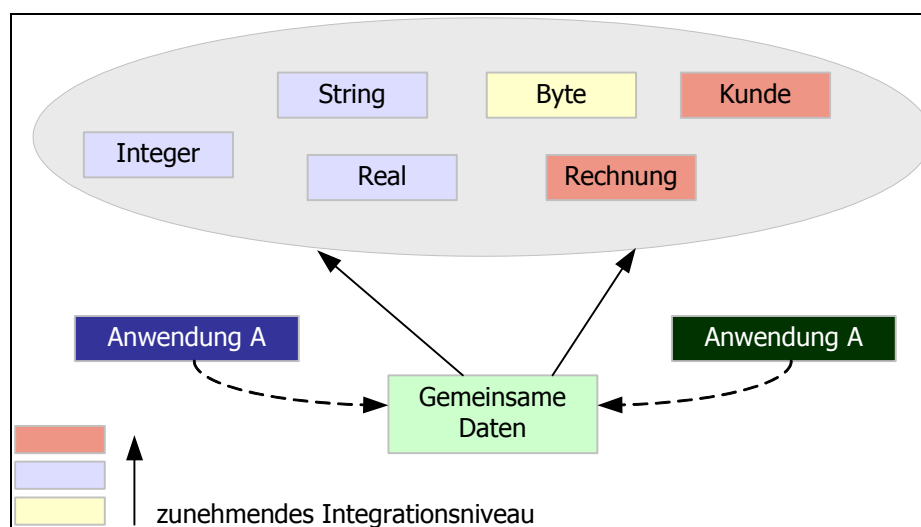 String
Byte
Kunde
Integer
Real
Rechnung
Anwendung A
Anwendung A
Gemeinsame
Daten
zunehmendes Integrationsniveau